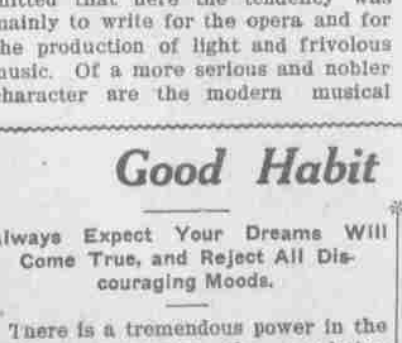 mitted that here the tendency was
mainly to write for the opera and for
the production of light and frivolous
music. Of a more serious and nobler
character are the modern musical
Good Habit
Always Expect Your Dreams Will
Come True, and Reject All Dis-
couraging Moods.
There is a tremendous power in the